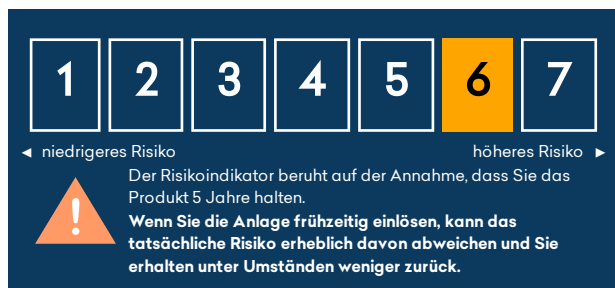 1 2 3 4 5 6 7
◄ niedrigeres Risiko höheres Risiko ►
Der Risikoindikator beruht auf der Annahme, dass Sie das
Produkt 5 Jahre halten.
Wenn Sie die Anlage frühzeitig einlösen, kann das
tatsächliche Risiko erheblich davon abweichen und Sie
erhalten unter Umständen weniger zurück.